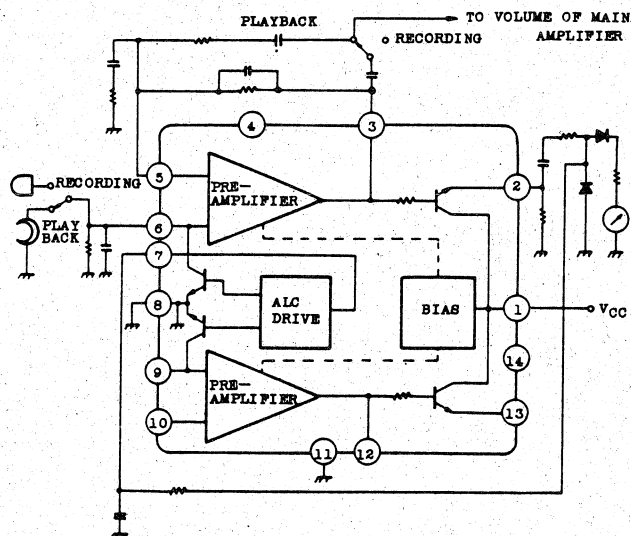 PLAYBACK
TO VOLUME OF MAIN
AMPLIFIER
RECORDING
4
3
5
2
RECORDING
PRE-
AMPLIFIER
6
PLAY
BACK
7
8
ALC
DRIVE
BIAS
1
VCC
14
9
PRE-
AMPLIFIER
10
13
11
12